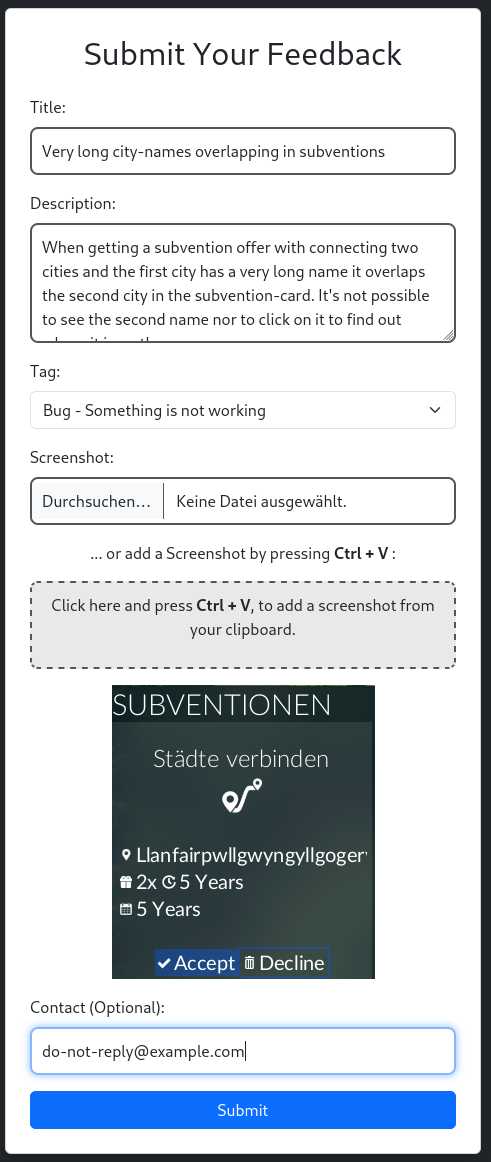 Submit Your Feedback
Title:
Very long city-names overlapping in subventions
Description:
When getting a subvention offer with connecting two
cities and the first city has a very long name it overlaps
the second city in the subvention-card. It's not possible
to see the second name nor to click on it to find out
Tag:
Bug - Something is not working
Screenshot:
Durchsuchen... Keine Datei ausgewählt.
... or add a Screenshot by pressing Ctrl + V :
Click here and press Ctrl + V, to add a screenshot from
your clipboard.
SUBVENTIONEN
Städte verbinden
Llanfairpwllgwyngyllgoger
2x 5 Years
5 Years
Accept Decline
Contact (Optional):
do-not-reply@example.com
Submit